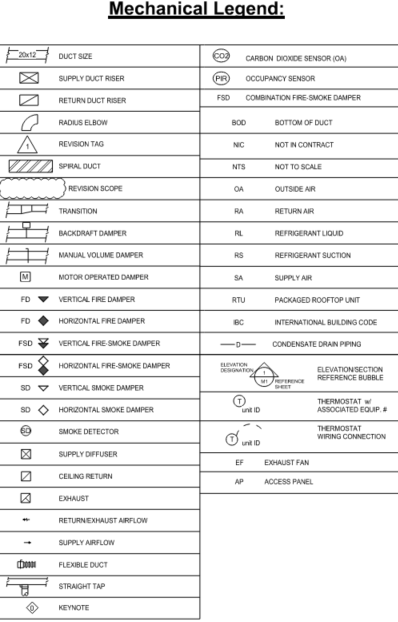 Mechanical Legend:
20x12 DUCT SIZE
SUPPLY DUCT RISER
RETURN DUCT RISER
RADIUS ELBOW
1 REVISION TAG
SPIRAL DUCT
REVISION SCOPE
TRANSITION
BACKDRAFT DAMPER
MANUAL VOLUME DAMPER
M MOTOR OPERATED DAMPER
FD VERTICAL FIRE DAMPER
FD HORIZONTAL FIRE DAMPER
FSD VERTICAL FIRE-SMOKE DAMPER
FSD HORIZONTAL FIRE-SMOKE DAMPER
SD VERTICAL SMOKE DAMPER
SD HORIZONTAL SMOKE DAMPER
SD SMOKE DETECTOR
SUPPLY DIFFUSER
CEILING RETURN
EXHAUST
RETURN/EXHAUST AIRFLOW
SUPPLY AIRFLOW
FLEXIBLE DUCT
STRAIGHT TAP
KEYNOTE
CO2 CARBON DIOXIDE SENSOR (OA)
PIR OCCUPANCY SENSOR
FSD COMBINATION FIRE-SMOKE DAMPER
BOD BOTTOM OF DUCT
NIC NOT IN CONTRACT
NTS NOT TO SCALE
OA OUTSIDE AIR
RA RETURN AIR
RL REFRIGERANT LIQUID
RS REFRIGERANT SUCTION
SA SUPPLY AIR
RTU PACKAGED ROOFTOP UNIT
IBC INTERNATIONAL BUILDING CODE
D CONDENSATE DRAIN PIPING
ELEVATION
DESIGNATION
1
M1
REFERENCE
SHEET
ELEVATION/SECTION
REFERENCE BUBBLE
T
unit ID
THERMOSTAT w/
ASSOCIATED EQUIP. #
T unit ID
THERMOSTAT
WIRING CONNECTION
EF EXHAUST FAN
AP ACCESS PANEL